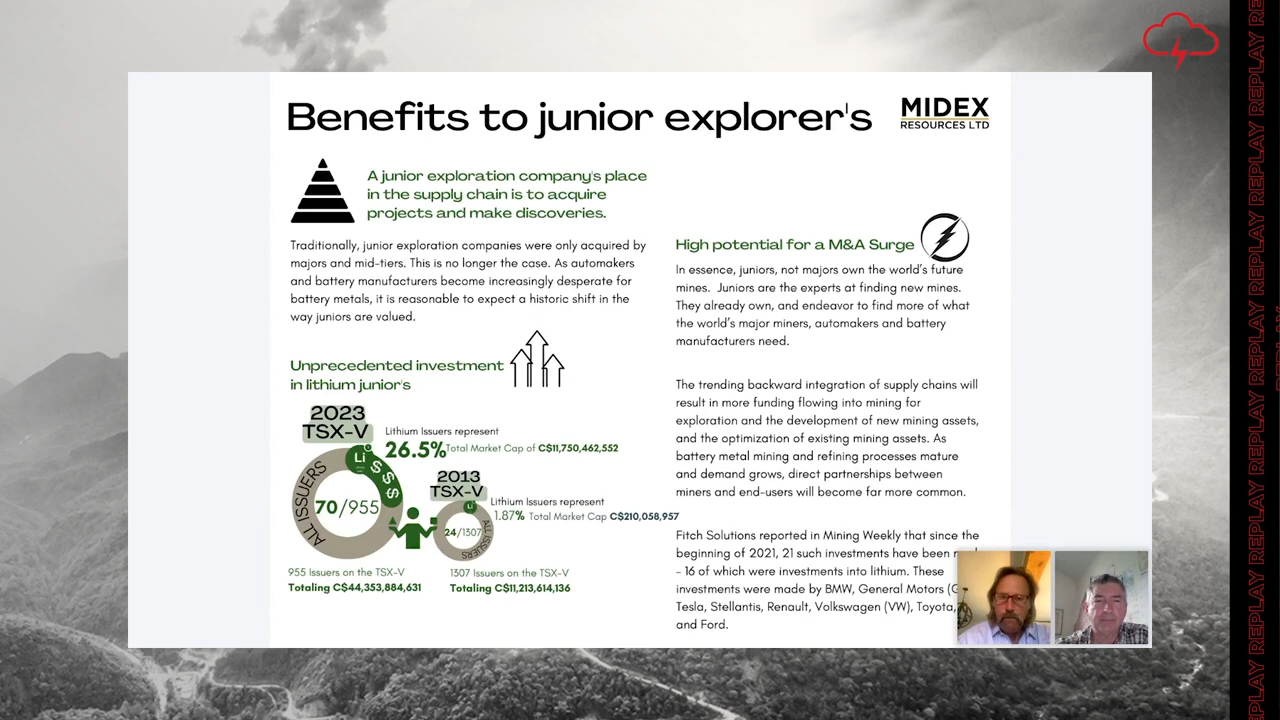 Benefits to junior explorer's
MIDEX
RESOURCES LTD
A junior exploration company's place
in the supply chain is to acquire
projects and make discoveries.
Traditionally, junior exploration companies were only acquired by
majors and mid-tiers. This is no longer the case. As automakers
and battery manufacturers become increasingly desperate for
battery metals, it is reasonable to expect a historic shift in the
way juniors are valued.
Unprecedented investment
in lithium junior's
2023
TSX-V
Lithium Issuers represent
26.5% Total Market Cap of C$11,750,462,552
Li
$ $ $
ALL ISSUERS
70/955
955 Issuers on the TSX-V
Totaling C$44,353,884,631
2013
TSX-V
Lithium Issuers represent
1.87% Total Market Cap C$210,058,957
Li
ALL ISSUERS
24/1307
1307 Issuers on the TSX-V
Totaling C$11,213,614,136
High potential for a M&A Surge
In essence, juniors, not majors own the world's future
mines. Juniors are the experts at finding new mines.
They already own, and endeavor to find more of what
the world's major miners, automakers and battery
manufacturers need.
The trending backward integration of supply chains will
result in more funding flowing into mining for
exploration and the development of new mining assets,
and the optimization of existing mining assets. As
battery metal mining and refining processes mature
and demand grows, direct partnerships between
miners and end-users will become far more common.
Fitch Solutions reported in Mining Weekly that since the
beginning of 2021, 21 such investments have been
- 16 of which were investments into lithium. These
investments were made by BMW, General Motors
Tesla, Stellantis, Renault, Volkswagen (VW), Toyota,
and Ford.
REPLAY REPLAY REPLAY REPLAY REPLAY REPLAY REPLAY REPLAY